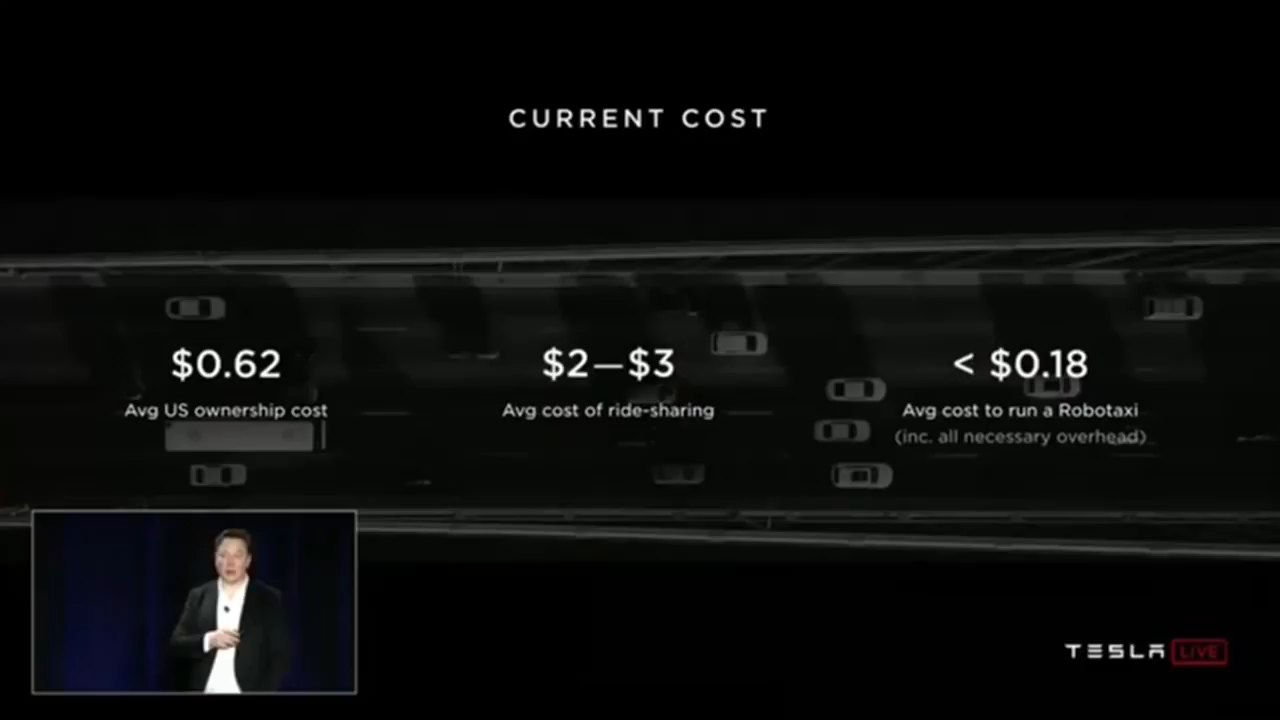 CURRENT COST
$0.62
Avg US ownership cost
$2—$3
Avg cost of ride-sharing
< $0.18
Avg cost to run a Robotaxi
(inc. all necessary overhead)
TESLA LIVE